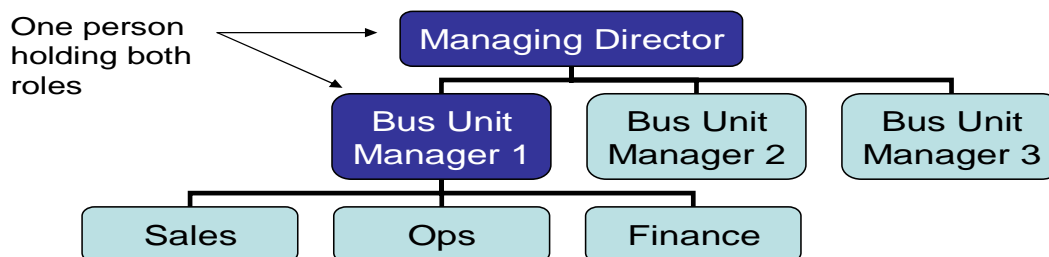 One person
holding both
roles
Managing Director
Bus Unit
Manager 1
Bus Unit
Manager 2
Bus Unit
Manager 3
Sales
Ops
Finance